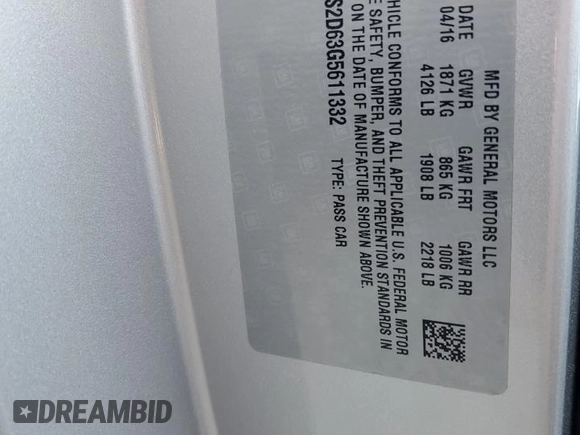 MFD BY GENERAL MOTORS LLC
DATE GVWR GAWR FRT GAWR RR
04/16 1871 KG 865 KG 1006 KG
4126 LB 1908 LB 2218 LB
VEHICLE CONFORMS TO ALL APPLICABLE U.S. FEDERAL MOTOR
SAFETY, BUMPER, AND THEFT PREVENTION STANDARDS IN
ON THE DATE OF MANUFACTURE SHOWN ABOVE.
S2D63G5611332 TYPE: PASS CAR
DREAMBID